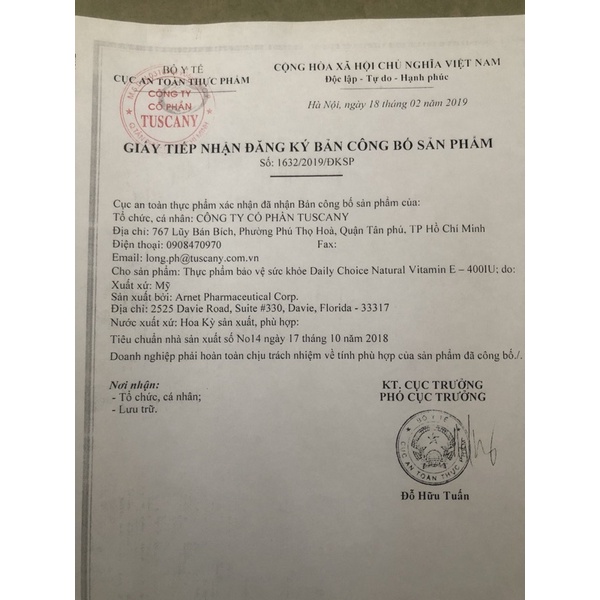 BỘ Y TẾ
CỤC AN TOÀN THỰC PHẨM
CỘNG HÒA XÃ HỘI CHỦ NGHĨA VIỆT NAM
Độc lập - Tự do - Hạnh phúc
CÔNG TY
CỔ PHẦN
TUSCANY
Hà Nội, ngày 18 tháng 02 năm 2019
GIẤY TIẾP NHẬN ĐĂNG KÝ BẢN CÔNG BỐ SẢN PHẨM
Số: 1632/2019/ĐKSP
Cục an toàn thực phẩm xác nhận đã nhận Bản công bố sản phẩm của:
Tổ chức, cá nhân: CÔNG TY CỔ PHẦN TUSCANY
Địa chỉ: 767 Lũy Bán Bích, Phường Phú Thọ Hoà, Quận Tân phú, TP Hồ Chí Minh
Điện thoại: 0908470970 Fax:
Email: long.ph@tuscany.com.vn
Cho sản phẩm: Thực phẩm bảo vệ sức khỏe Daily Choice Natural Vitamin E – 400IU; do:
Xuất xứ: Mỹ
Sản xuất bởi: Arnet Pharmaceutical Corp.
Địa chỉ: 2525 Davie Road, Suite #330, Davie, Florida - 33317
Nước xuất xứ: Hoa Kỳ sản xuất, phù hợp:
Tiêu chuẩn nhà sản xuất số No14 ngày 17 tháng 10 năm 2018
Doanh nghiệp phải hoàn toàn chịu trách nhiệm về tính phù hợp của sản phẩm đã công bố./.
Nơi nhận:
- Tổ chức, cá nhân;
- Lưu trữ.
KT. CỤC TRƯỞNG
PHÓ CỤC TRƯỞNG
BỘ Y TẾ
CỤC AN TOÀN THỰC PHẨM
Đỗ Hữu Tuấn